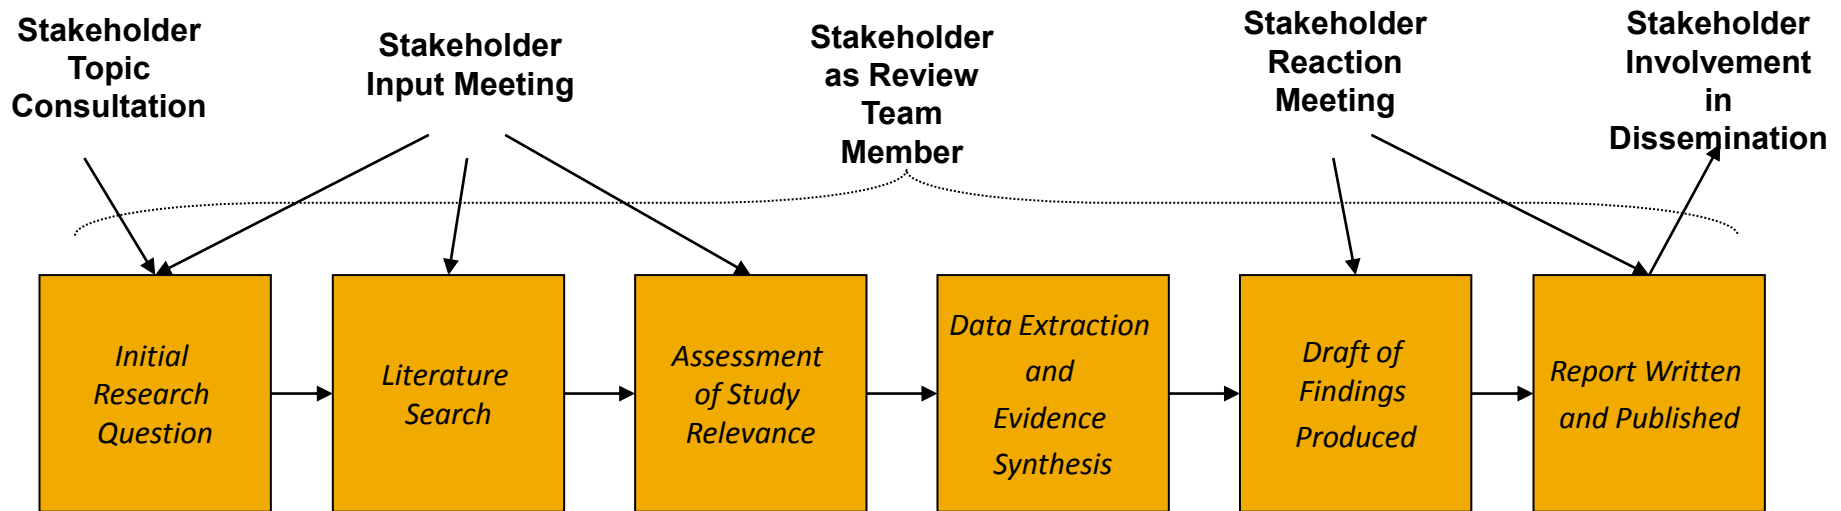 Stakeholder
Topic
Consultation
Stakeholder
Input Meeting
Stakeholder
as Review
Team
Member
Stakeholder
Reaction
Meeting
Stakeholder
Involvement
in
Dissemination
Initial
Research
Question
Literature
Search
Assessment
of Study
Relevance
Data Extraction
and
Evidence
Synthesis
Draft of
Findings
Produced
Report Written
and Published